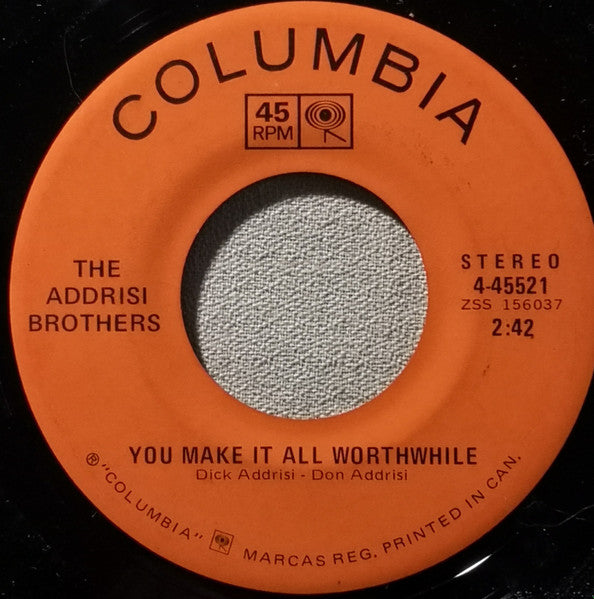 COLUMBIA
45
RPM
THE
ADDRISI
BROTHERS
STEREO
4-45521
ZSS 156037
2:42
YOU MAKE IT ALL WORTHWHILE
Dick Addrisi - Don Addrisi
® "COLUMBIA" MARCAS REG. PRINTED IN CAN.